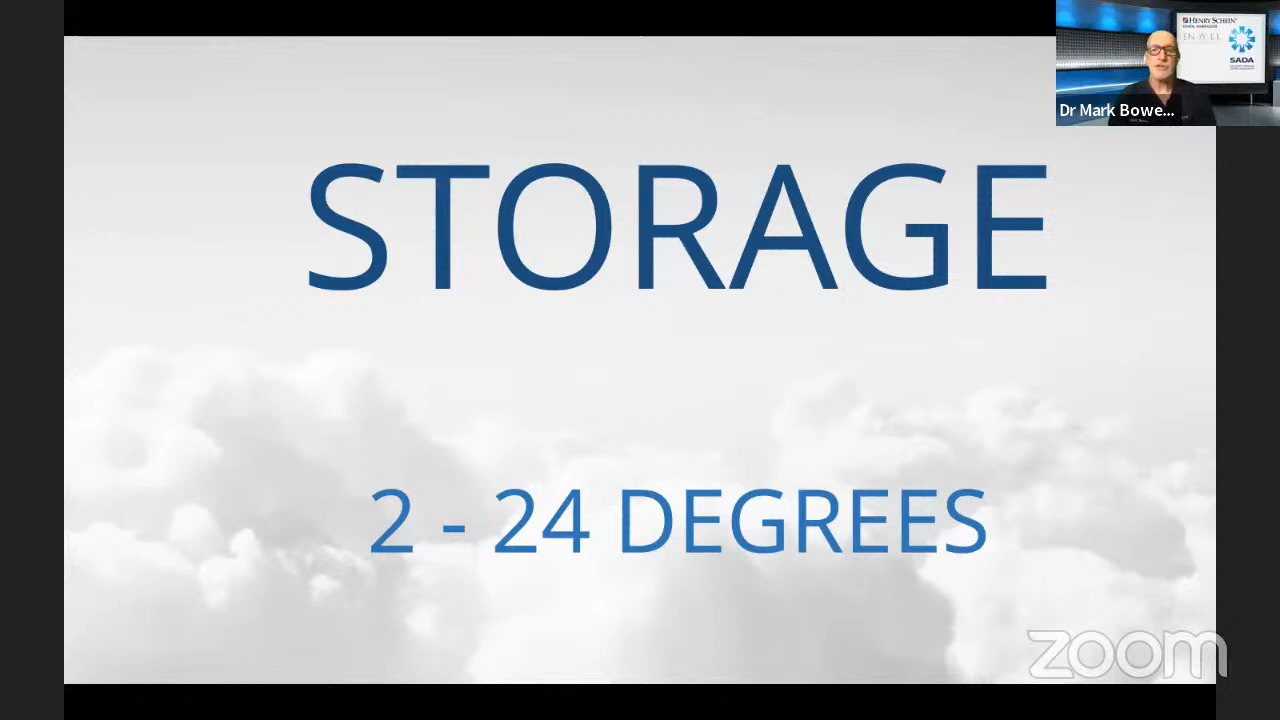 HENRY SCHEIN
SADA
Dr Mark Bowe...
STORAGE
2 - 24 DEGREES
zoom